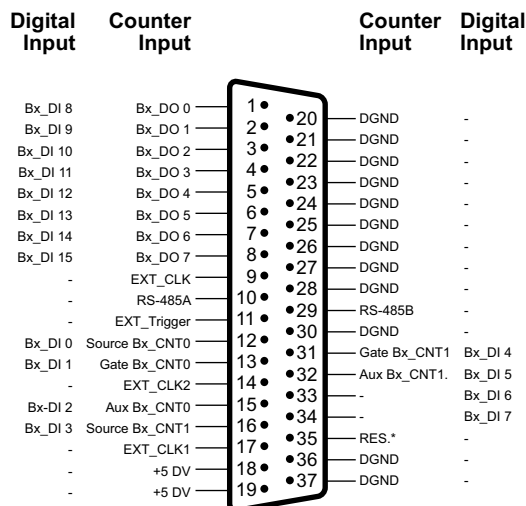 Digital Input Counter Input Counter Input Digital Input
Bx_DI 8 Bx_DO 0 1 20 DGND -
Bx_DI 9 Bx_DO 1 2 21 DGND -
Bx_DI 10 Bx_DO 2 3 22 DGND -
Bx_DI 11 Bx_DO 3 4 23 DGND -
Bx_DI 12 Bx_DO 4 5 24 DGND -
Bx_DI 13 Bx_DO 5 6 25 DGND -
Bx_DI 14 Bx_DO 6 7 26 DGND -
Bx_DI 15 Bx_DO 7 8 27 DGND -
- EXT_CLK 9 28 DGND -
- RS-485A 10 29 RS-485B -
- EXT_Trigger 11 30 DGND -
Bx_DI 0 Source Bx_CNT0 12 31 Gate Bx_CNT1 Bx_DI 4
Bx_DI 1 Gate Bx_CNT0 13 32 Aux Bx_CNT1. Bx_DI 5
- EXT_CLK2 14 33 - Bx_DI 6
Bx-DI 2 Aux Bx_CNT0 15 34 - Bx_DI 7
Bx_DI 3 Source Bx_CNT1 16 35 RES.* -
- EXT_CLK1 17 36 DGND -
- +5 DV 18 37 DGND -
- +5 DV 19